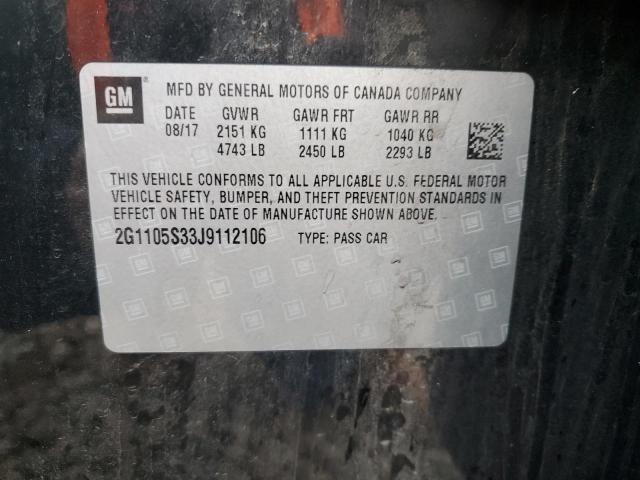 GM
MFD BY GENERAL MOTORS OF CANADA COMPANY
DATE GVWR GAWR FRT GAWR RR
08/17 2151 KG 1111 KG 1040 KG
4743 LB 2450 LB 2293 LB
THIS VEHICLE CONFORMS TO ALL APPLICABLE U.S. FEDERAL MOTOR
VEHICLE SAFETY, BUMPER, AND THEFT PREVENTION STANDARDS IN
EFFECT ON THE DATE OF MANUFACTURE SHOWN ABOVE.
2G1105S33J9112106 TYPE: PASS CAR